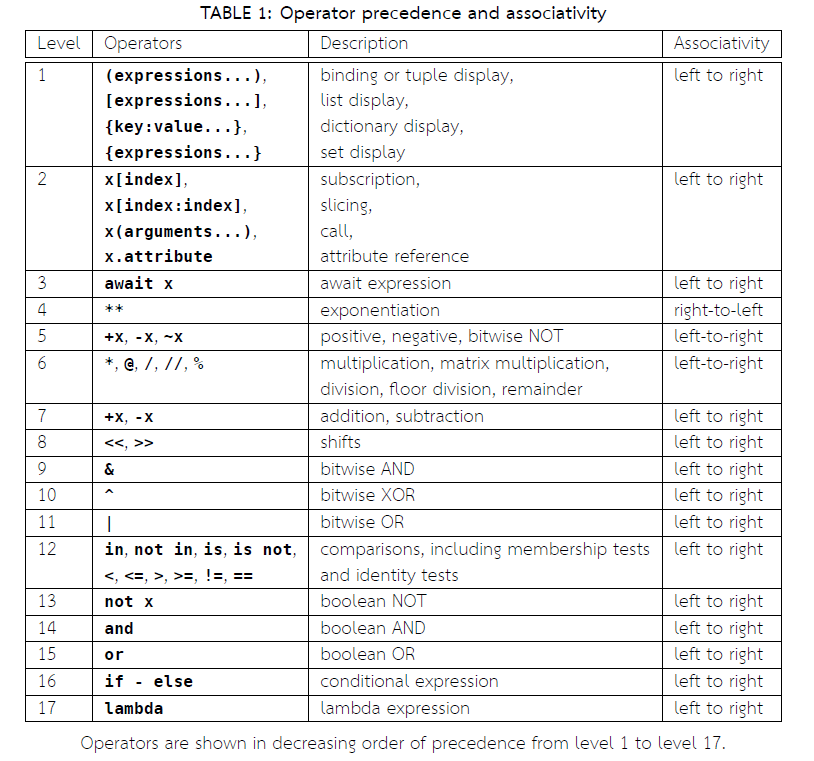 TABLE 1: Operator precedence and associativity
Level Operators Description Associativity
1 (expressions...), binding or tuple display, left to right
[expressions...], list display,
{key:value...}, dictionary display,
{expressions...} set display
2 x[index], subscription, left to right
x[index:index], slicing,
x(arguments...), call,
x.attribute attribute reference
3 await x await expression left to right
4 ** exponentiation right-to-left
5 +x, -x, ~x positive, negative, bitwise NOT left-to-right
6 *, @, /, //, % multiplication, matrix multiplication, left-to-right
division, floor division, remainder
7 +x, -x addition, subtraction left to right
8 <<, >> shifts left to right
9 & bitwise AND left to right
10 ^ bitwise XOR left to right
11 | bitwise OR left to right
12 in, not in, is, is not, comparisons, including membership tests left to right
<, <=, >, >=, !=, == and identity tests
13 not x boolean NOT left to right
14 and boolean AND left to right
15 or boolean OR left to right
16 if - else conditional expression left to right
17 lambda lambda expression left to right
Operators are shown in decreasing order of precedence from level 1 to level 17.